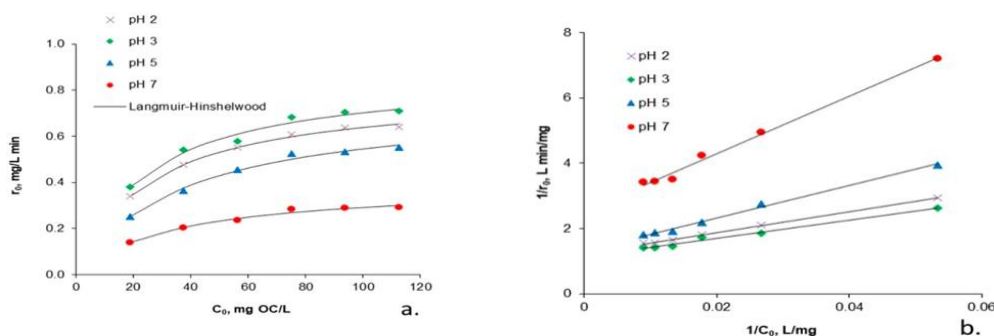 pH 2
pH 3
pH 5
pH 7
Langmuir-Hinshelwood
1.0
0.8
0.6
0.4
0.2
0.0
0 20 40 60 80 100 120
r₀, mg/L min
C₀, mg OC/L
a.
pH 2
pH 3
pH 5
pH 7
8
6
4
2
0
0 0.02 0.04 0.06
1/r₀, L min/mg
1/C₀, L/mg
b.